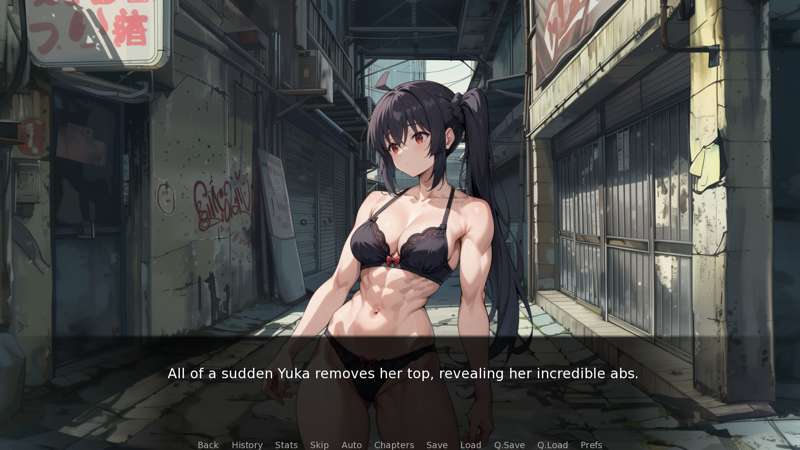 All of a sudden Yuka removes her top, revealing her incredible abs.
Back History Stats Skip Auto Chapters Save Load Q.Save Q.Load Prefs